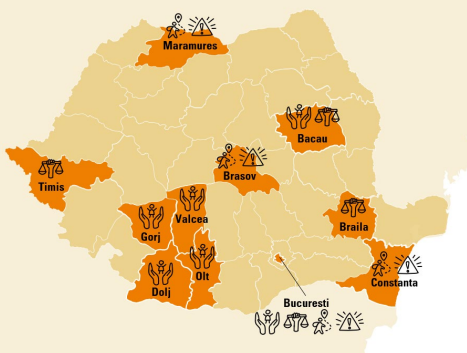 Maramures
Bacau
Timis
Brasov
Valcea
Gorj
Braila
Olt
Dolj
Constanta
Bucuresti